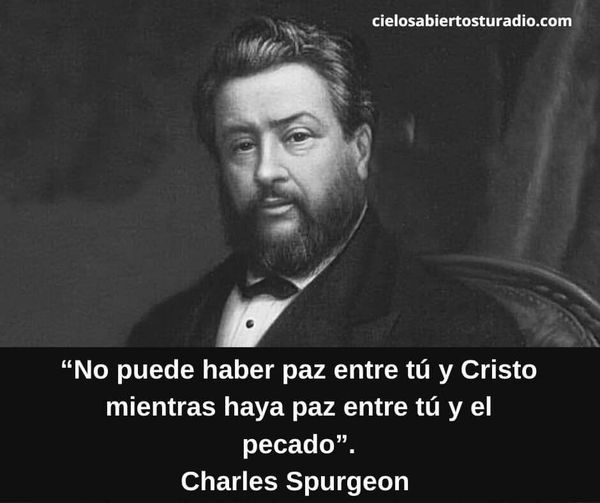 cielosabiertosturadio.com
“No puede haber paz entre tú y Cristo
mientras haya paz entre tú y el
pecado”.
Charles Spurgeon